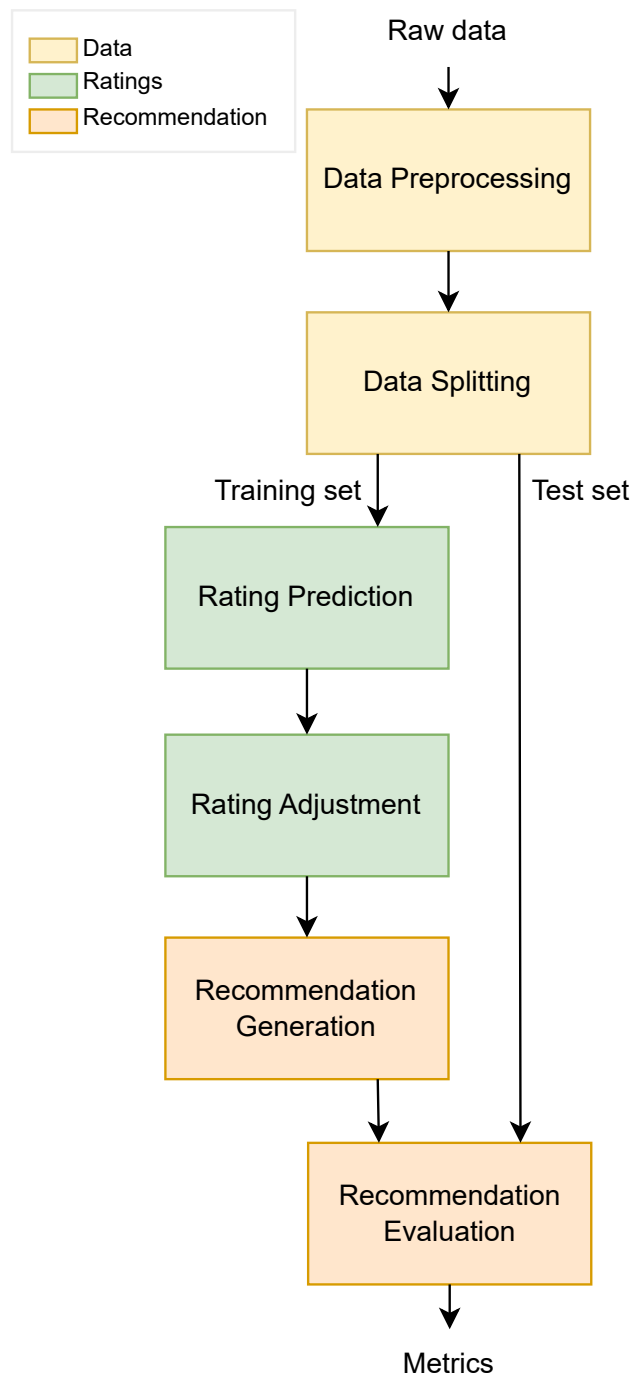 Data
Ratings
Recommendation
Raw data
Data Preprocessing
Data Splitting
Training set
Test set
Rating Prediction
Rating Adjustment
Recommendation
Generation
Recommendation
Evaluation
Metrics